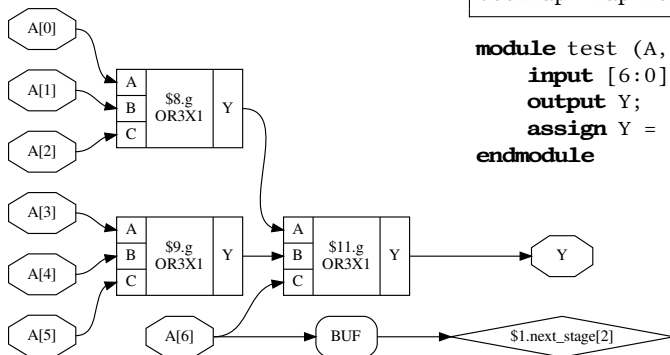 A[0]
A[1]
A[2]
A
B
C
$8.g
OR3X1
Y
A[3]
A[4]
A[5]
A
B
C
$9.g
OR3X1
Y
A[6]
A
B
C
$11.g
OR3X1
Y
Y
BUF
$1.next_stage[2]
module test (A,
input [6:0]
output Y;
assign Y =
endmodule